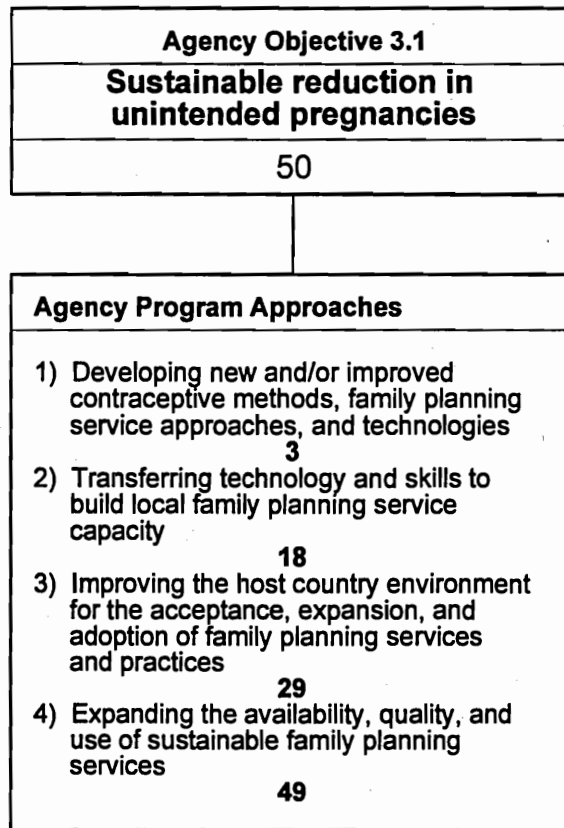 Agency Objective 3.1
Sustainable reduction in
unintended pregnancies
50
Agency Program Approaches
1) Developing new and/or improved
contraceptive methods, family planning
service approaches, and technologies
3
2) Transferring technology and skills to
build local family planning service
capacity
18
3) Improving the host country environment
for the acceptance, expansion, and
adoption of family planning services
and practices
29
4) Expanding the availability, quality, and
use of sustainable family planning
services
49